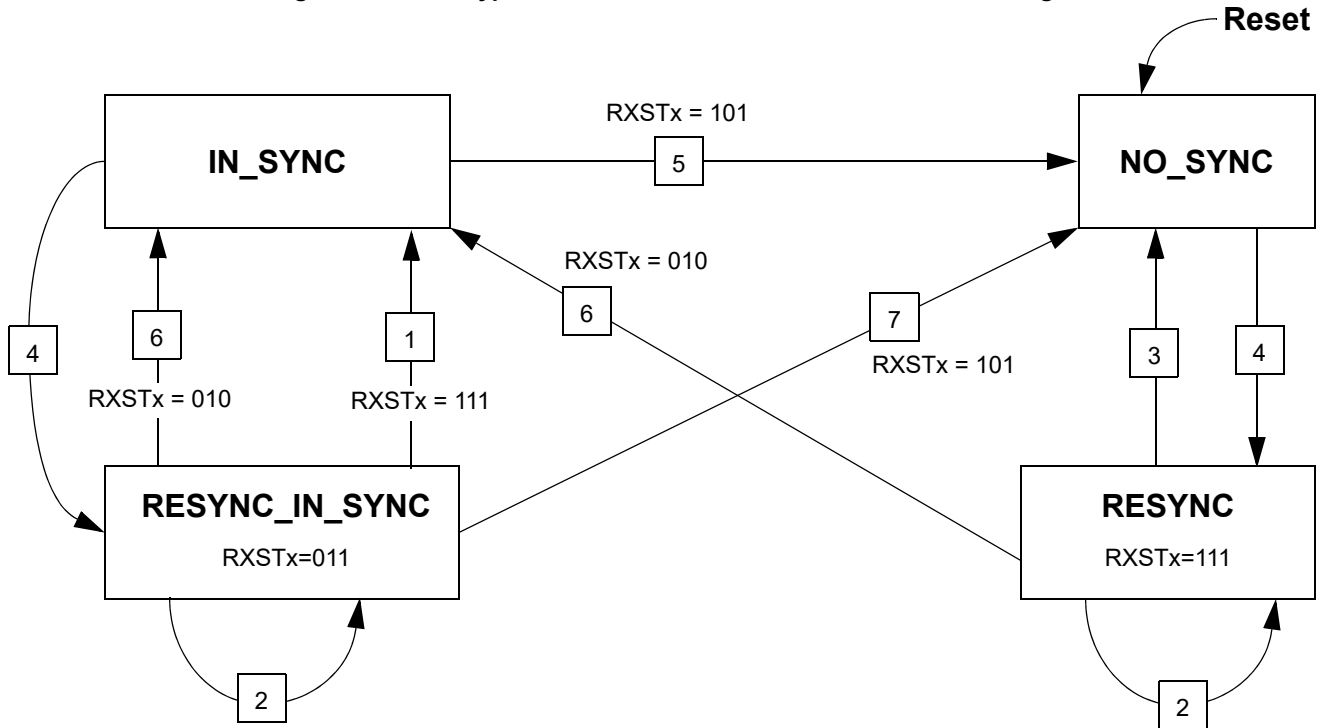 Reset
RXSTx = 101
IN_SYNC
5
NO_SYNC
RXSTx = 010
6
7
4
6
1
3
4
RXSTx = 101
RXSTx = 010
RXSTx = 111
RESYNC_IN_SYNC
RXSTx=011
RESYNC
RXSTx=111
2
2